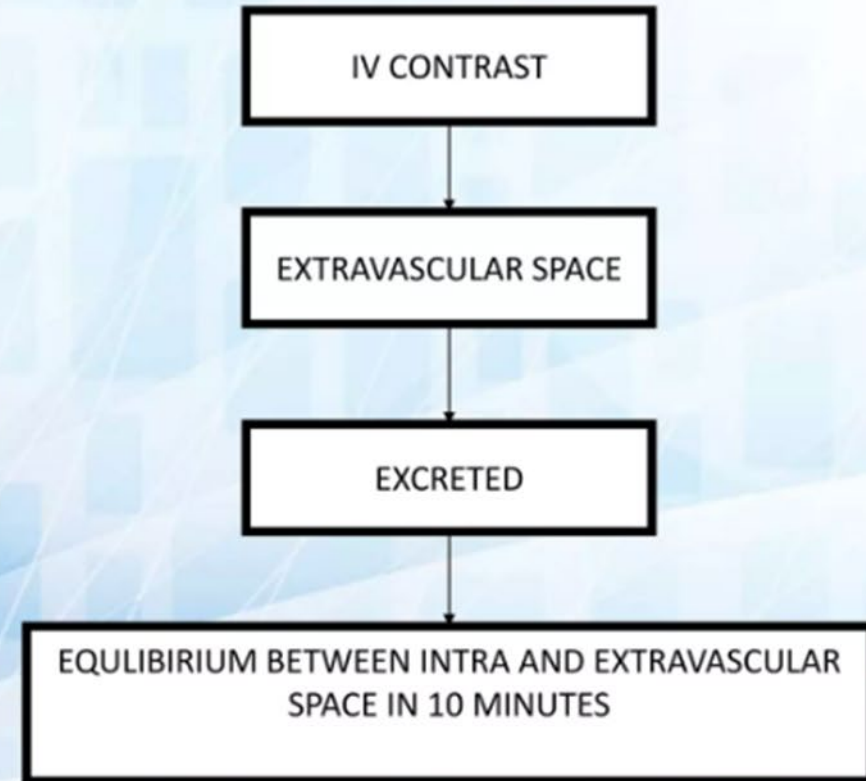 IV CONTRAST
EXTRAVASCULAR SPACE
EXCRETED
EQULIBIRIUM BETWEEN INTRA AND EXTRAVASCULAR
SPACE IN 10 MINUTES